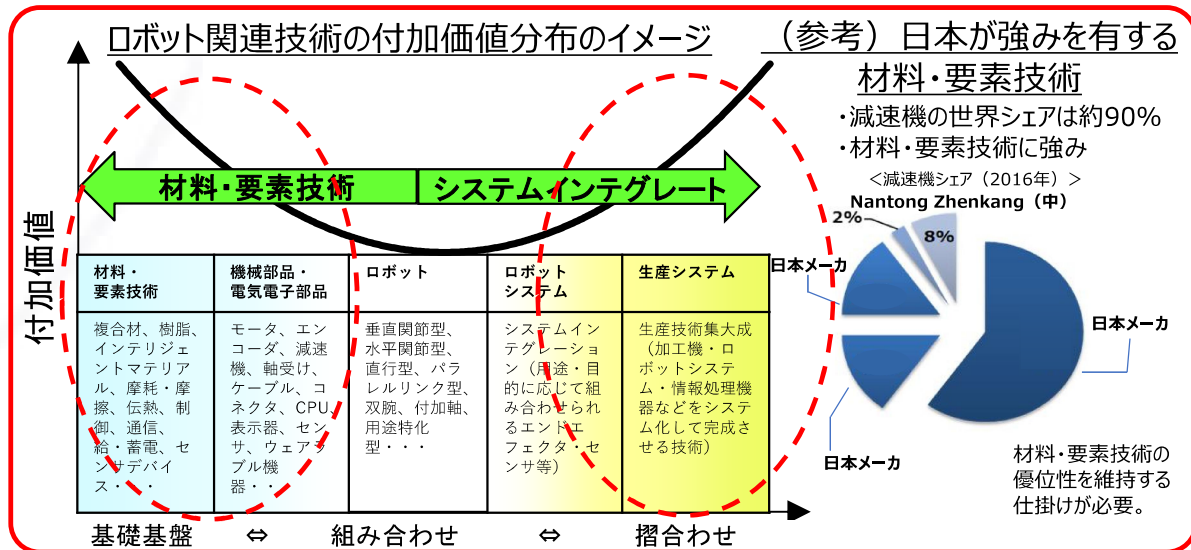 ロボット関連技術の付加価値分布のイメージ
付加価値
材料・要素技術
システムインテグレート
材料・
要素技術
機械部品・
電気電子部品
ロボット
ロボット
システム
生産システム
複合材、樹脂、
インテリジェ
ントマテリア
ル、摩耗・摩
擦、伝熱、制
御、通信、
給・蓄電、セ
ンサデバイ
ス・・・
モータ、エン
コーダ、減速
機、軸受け、
ケーブル、コ
ネクタ、CPU、
表示器、セン
サ、ウェアラ
ブル機
器・・
垂直関節型、
水平関節型、
直行型、パラ
レルリンク型、
双腕、付加軸、
用途特化
型・・・
システムイン
テグレーショ
ン（用途・目
的に応じて組
み合わせられ
るエンドエ
フェクタ・セ
ンサ等）
生産技術集大成
（加工機・ロ
ボットシステ
ム・情報処理機
器などをシステ
ム化して完成さ
せる技術）
基礎基盤 ⇔ 組み合わせ ⇔ 摺合わせ
（参考）日本が強みを有する
材料・要素技術
・減速機の世界シェアは約90%
・材料・要素技術に強み
＜減速機シェア（2016年）＞
Nantong Zhenkang（中）
2%
8%
日本メーカ
日本メーカ
日本メーカ
材料・要素技術の
優位性を維持する
仕掛けが必要。